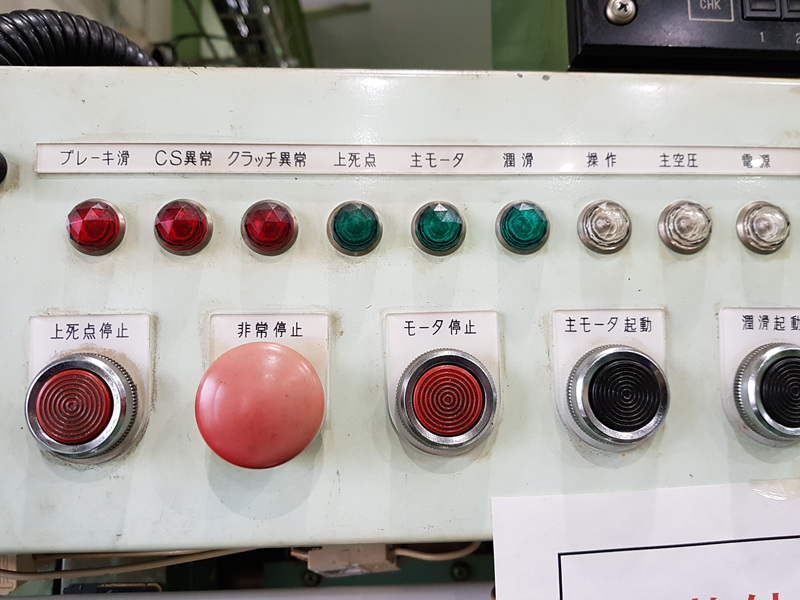 CHK
1 2
ブレーキ滑 CS異常 クラッチ異常 上死点 主モータ 潤滑 操作 主空圧 電源
上死点停止 非常停止 モータ停止 主モータ起動 潤滑起動